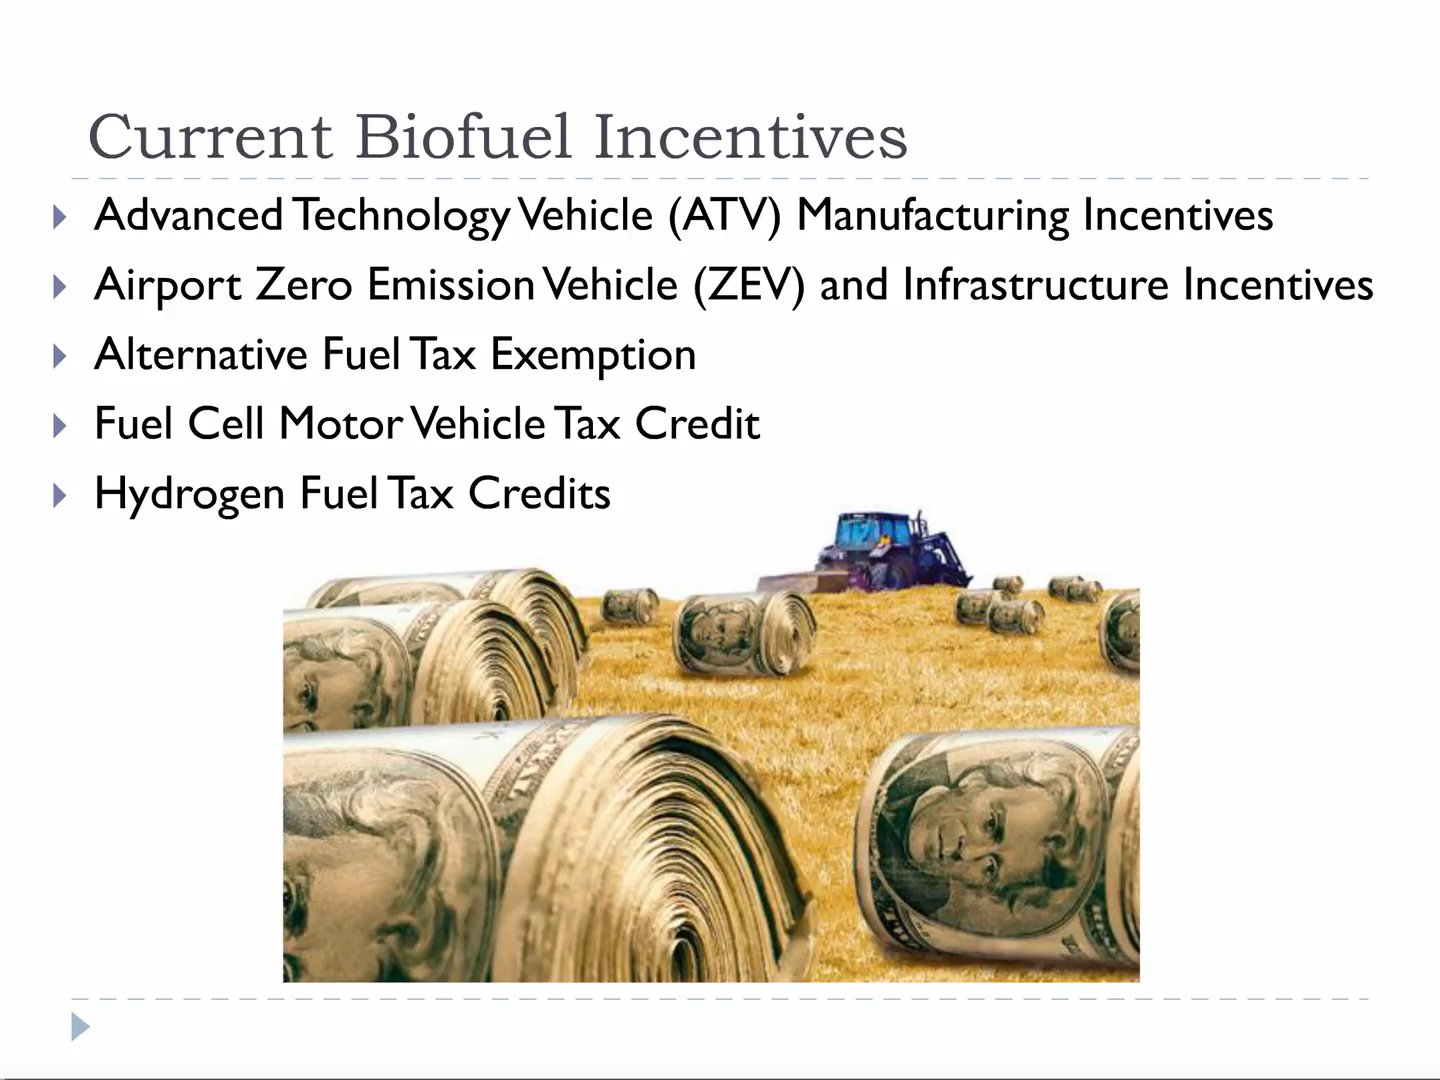 Current Biofuel Incentives
Advanced Technology Vehicle (ATV) Manufacturing Incentives
Airport Zero Emission Vehicle (ZEV) and Infrastructure Incentives
Alternative Fuel Tax Exemption
Fuel Cell Motor Vehicle Tax Credit
Hydrogen Fuel Tax Credits